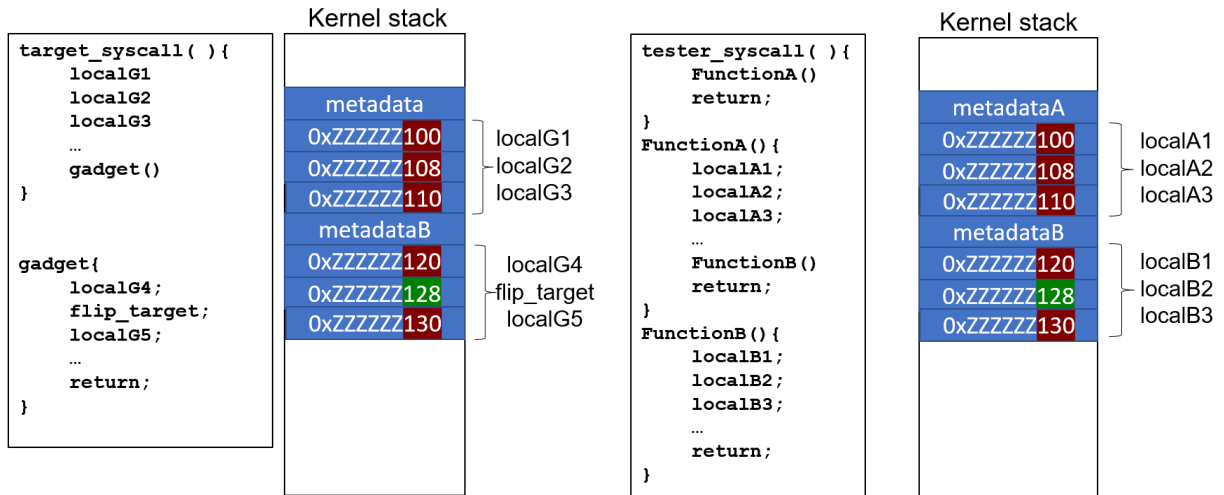 target_syscall( ){
localG1
localG2
localG3
…
gadget()
}
gadget{
localG4;
flip_target;
localG5;
…
return;
}
Kernel stack
metadata
0xZZZZZZ100
0xZZZZZZ108
0xZZZZZZ110
metadataB
0xZZZZZZ120
0xZZZZZZ128
0xZZZZZZ130
localG1
localG2
localG3
localG4
flip_target
localG5
tester_syscall( ){
FunctionA()
return;
}
FunctionA(){
localA1;
localA2;
localA3;
…
FunctionB()
return;
}
FunctionB(){
localB1;
localB2;
localB3;
…
return;
}
Kernel stack
metadataA
0xZZZZZZ100
0xZZZZZZ108
0xZZZZZZ110
metadataB
0xZZZZZZ120
0xZZZZZZ128
0xZZZZZZ130
localA1
localA2
localA3
localB1
localB2
localB3